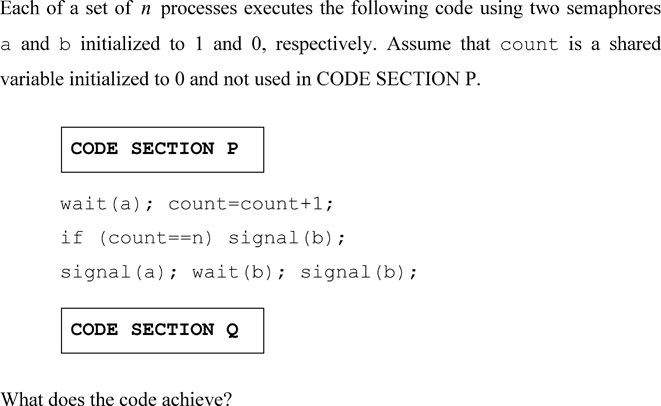 Each of a set of n processes executes the following code using two semaphores
a and b initialized to 1 and 0, respectively. Assume that count is a shared
variable initialized to 0 and not used in CODE SECTION P.
CODE SECTION P
wait(a); count=count+1;
if (count==n) signal(b);
signal(a); wait(b); signal(b);
CODE SECTION Q
What does the code achieve?